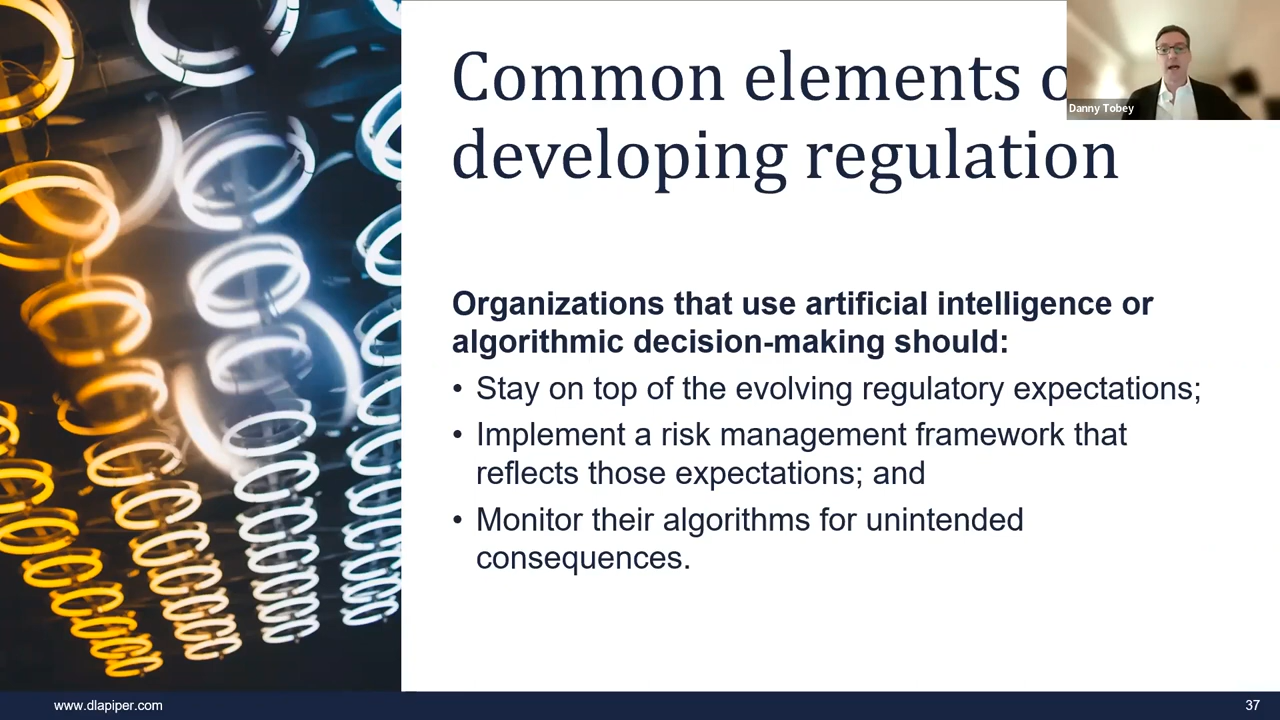 Common elements o
developing regulation
Danny Tobey
Organizations that use artificial intelligence or
algorithmic decision-making should:
• Stay on top of the evolving regulatory expectations;
• Implement a risk management framework that
reflects those expectations; and
• Monitor their algorithms for unintended
consequences.
www.dlapiper.com
37